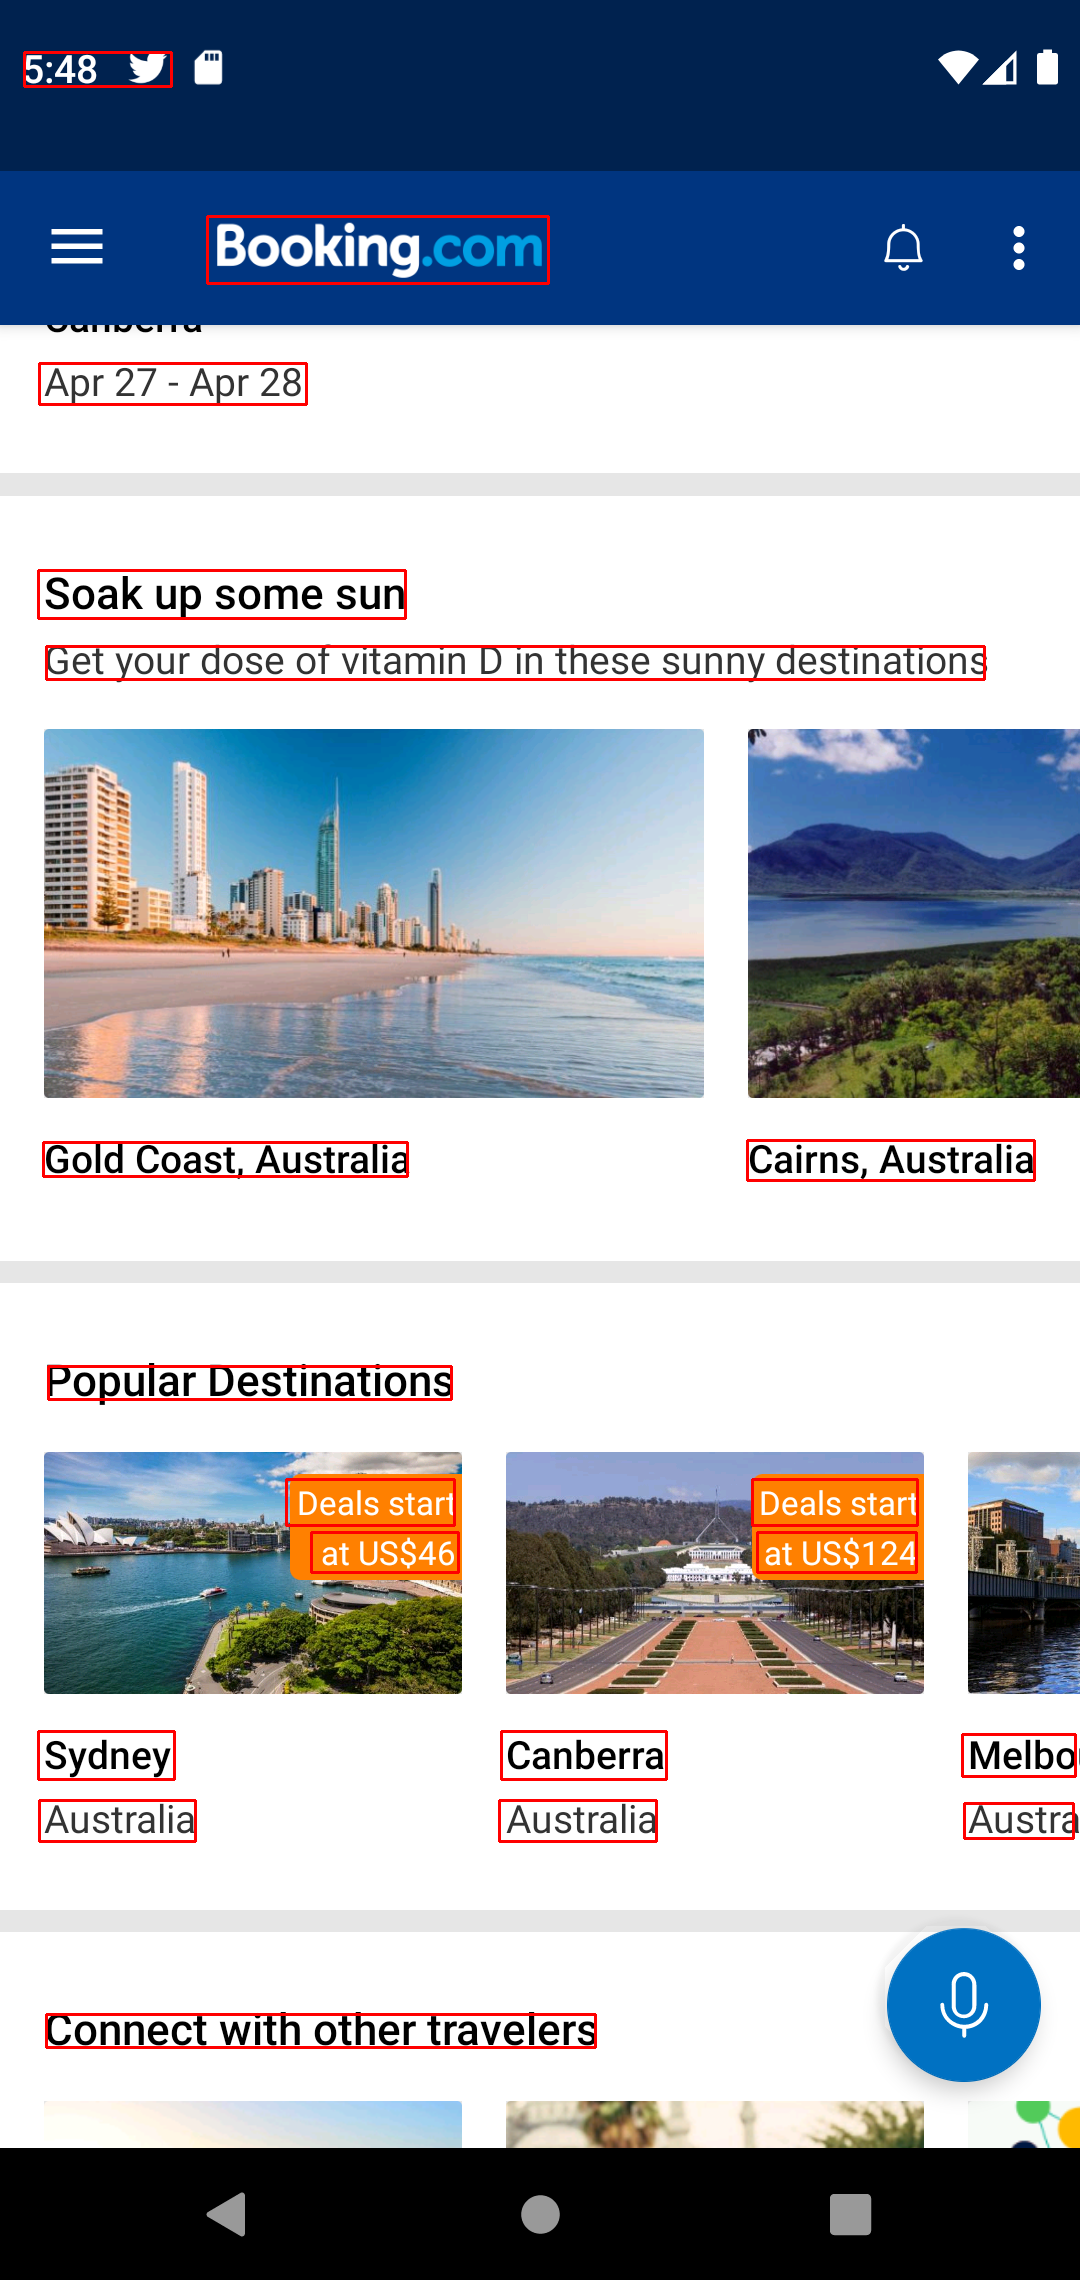 5:48
Booking.com
Canberra
Apr 27 - Apr 28
Soak up some sun
Get your dose of vitamin D in these sunny destinations
Gold Coast, Australia
Cairns, Australia
Popular Destinations
Deals start
at US$46
Deals start
at US$124
Sydney
Canberra
Melbo
Australia
Australia
Austra
Connect with other travelers